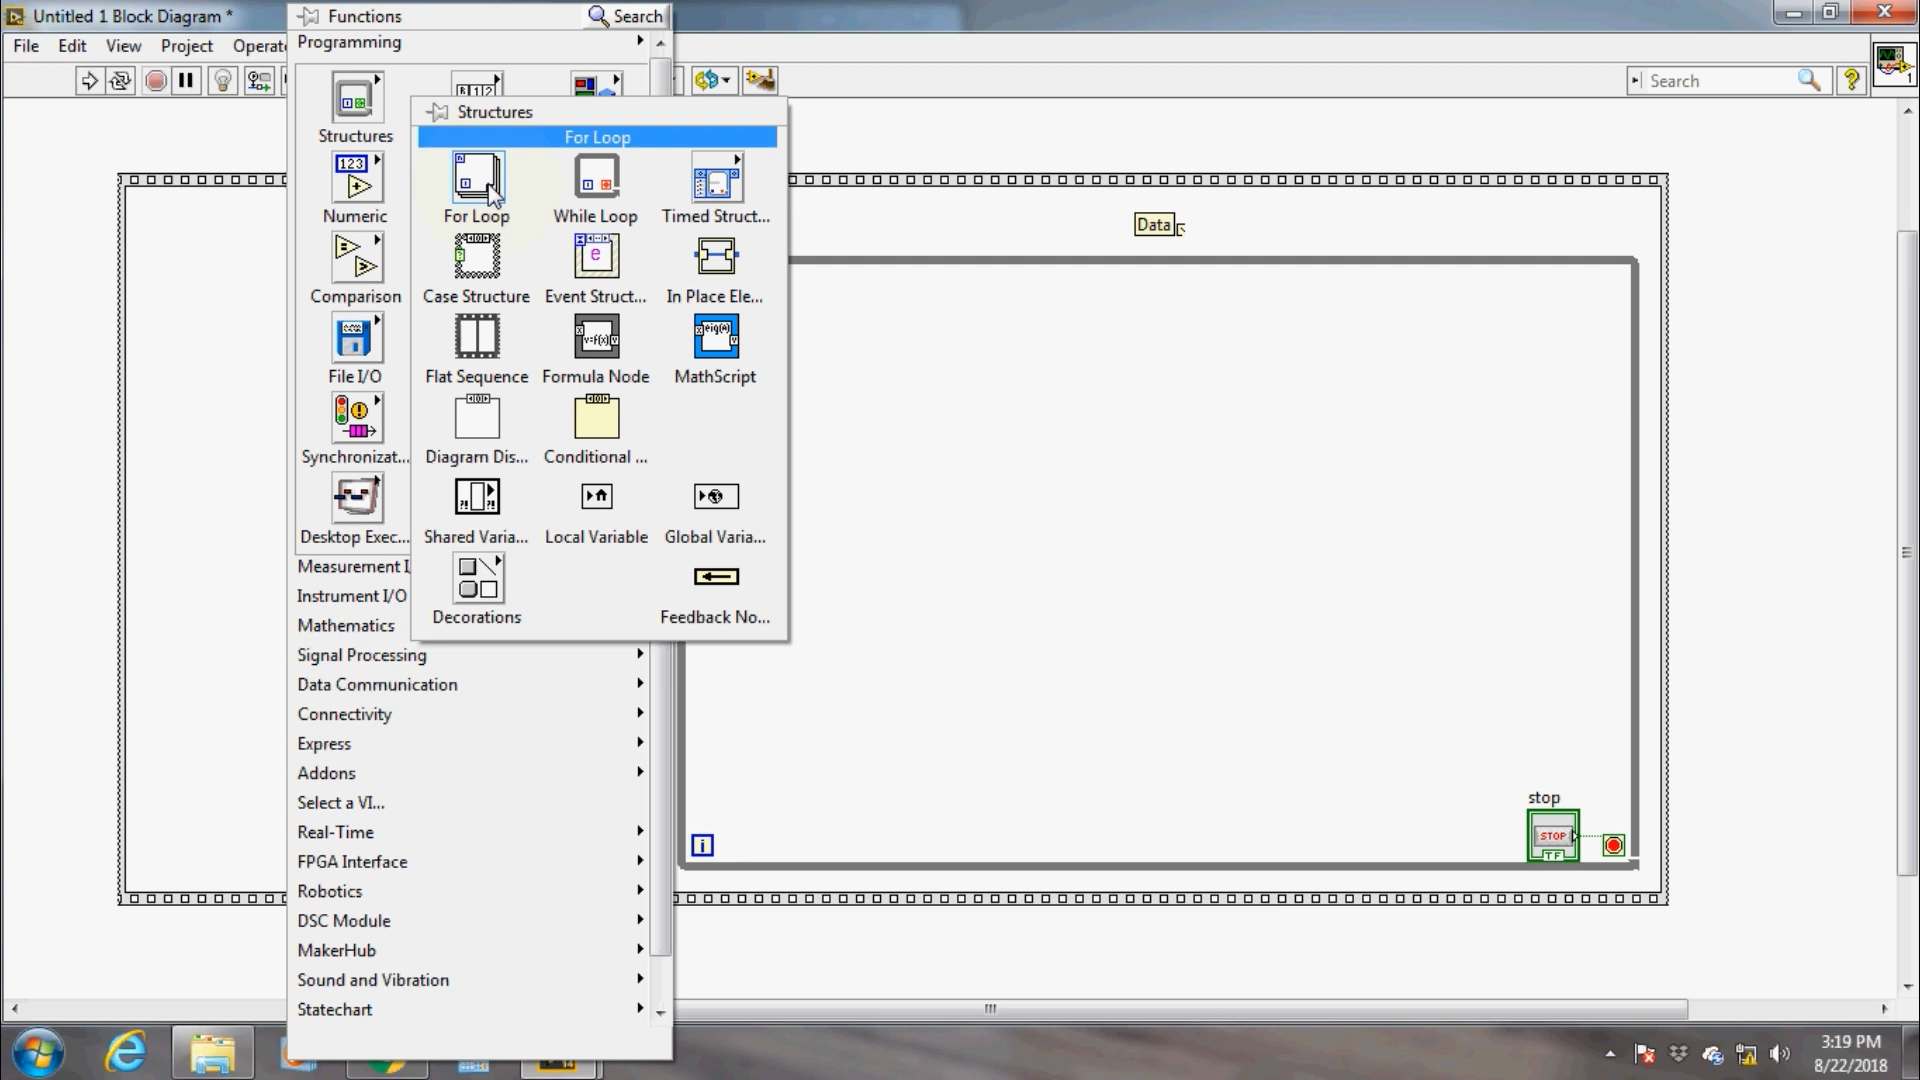 Untitled 1 Block Diagram *
File Edit View Project Operat
Search
1
Functions
Search
Programming
Structures
Numeric
Comparison
File I/O
Synchronizat...
Desktop Exec...
Measurement I
Instrument I/O
Mathematics
Signal Processing
Data Communication
Connectivity
Express
Addons
Select a VI...
Real-Time
FPGA Interface
Robotics
DSC Module
MakerHub
Sound and Vibration
Statechart
123
Structures
For Loop
For Loop
While Loop
Timed Struct...
Case Structure
Event Struct...
In Place Ele...
Flat Sequence
Formula Node
MathScript
Diagram Dis...
Conditional ...
Shared Varia...
Local Variable
Global Varia...
Decorations
Feedback No...
Data
i
stop
STOP
TF
3:19 PM
8/22/2018